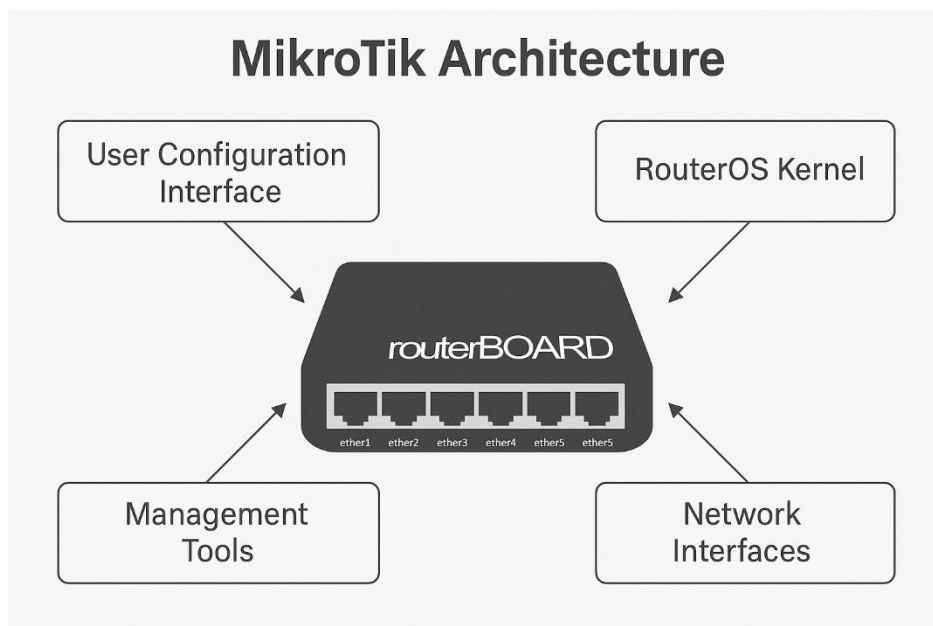 MikroTik Architecture
User Configuration
Interface
RouterOS Kernel
routerBOARD
ether1 ether2 ether3 ether4 ether5 ether5
Management
Tools
Network
Interfaces